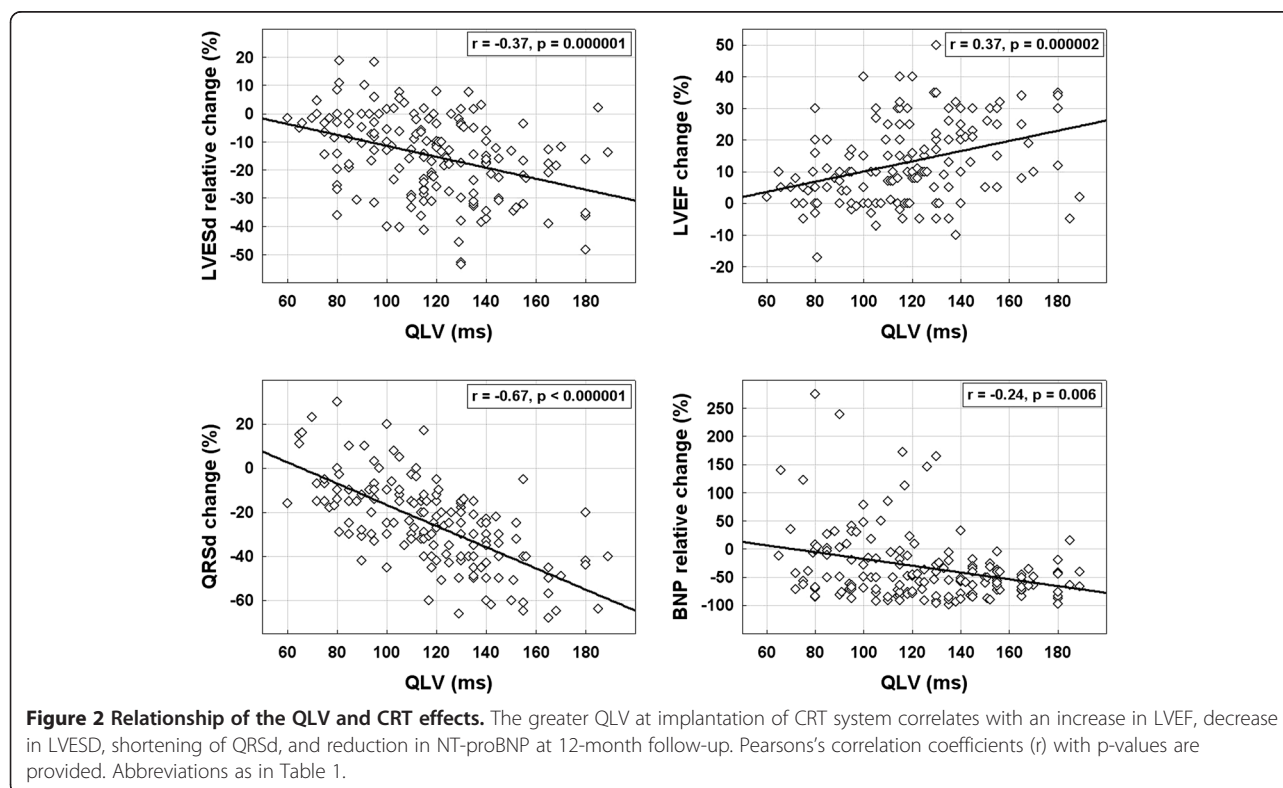 r = -0.37, p = 0.000001
LVESd relative change (%)
20
10
0
-10
-20
-30
-40
-50
60 80 100 120 140 160 180
QLV (ms)
r = 0.37, p = 0.000002
LVEF change (%)
50
40
30
20
10
0
-10
-20
60 80 100 120 140 160 180
QLV (ms)
r = -0.67, p < 0.000001
QRSd change (%)
20
0
-20
-40
-60
60 80 100 120 140 160 180
QLV (ms)
r = -0.24, p = 0.006
BNP relative change (%)
250
200
150
100
50
0
-50
-100
60 80 100 120 140 160 180
QLV (ms)
Figure 2 Relationship of the QLV and CRT effects. The greater QLV at implantation of CRT system correlates with an increase in LVEF, decrease
in LVESD, shortening of QRSd, and reduction in NT-proBNP at 12-month follow-up. Pearsons's correlation coefficients (r) with p-values are
provided. Abbreviations as in Table 1.